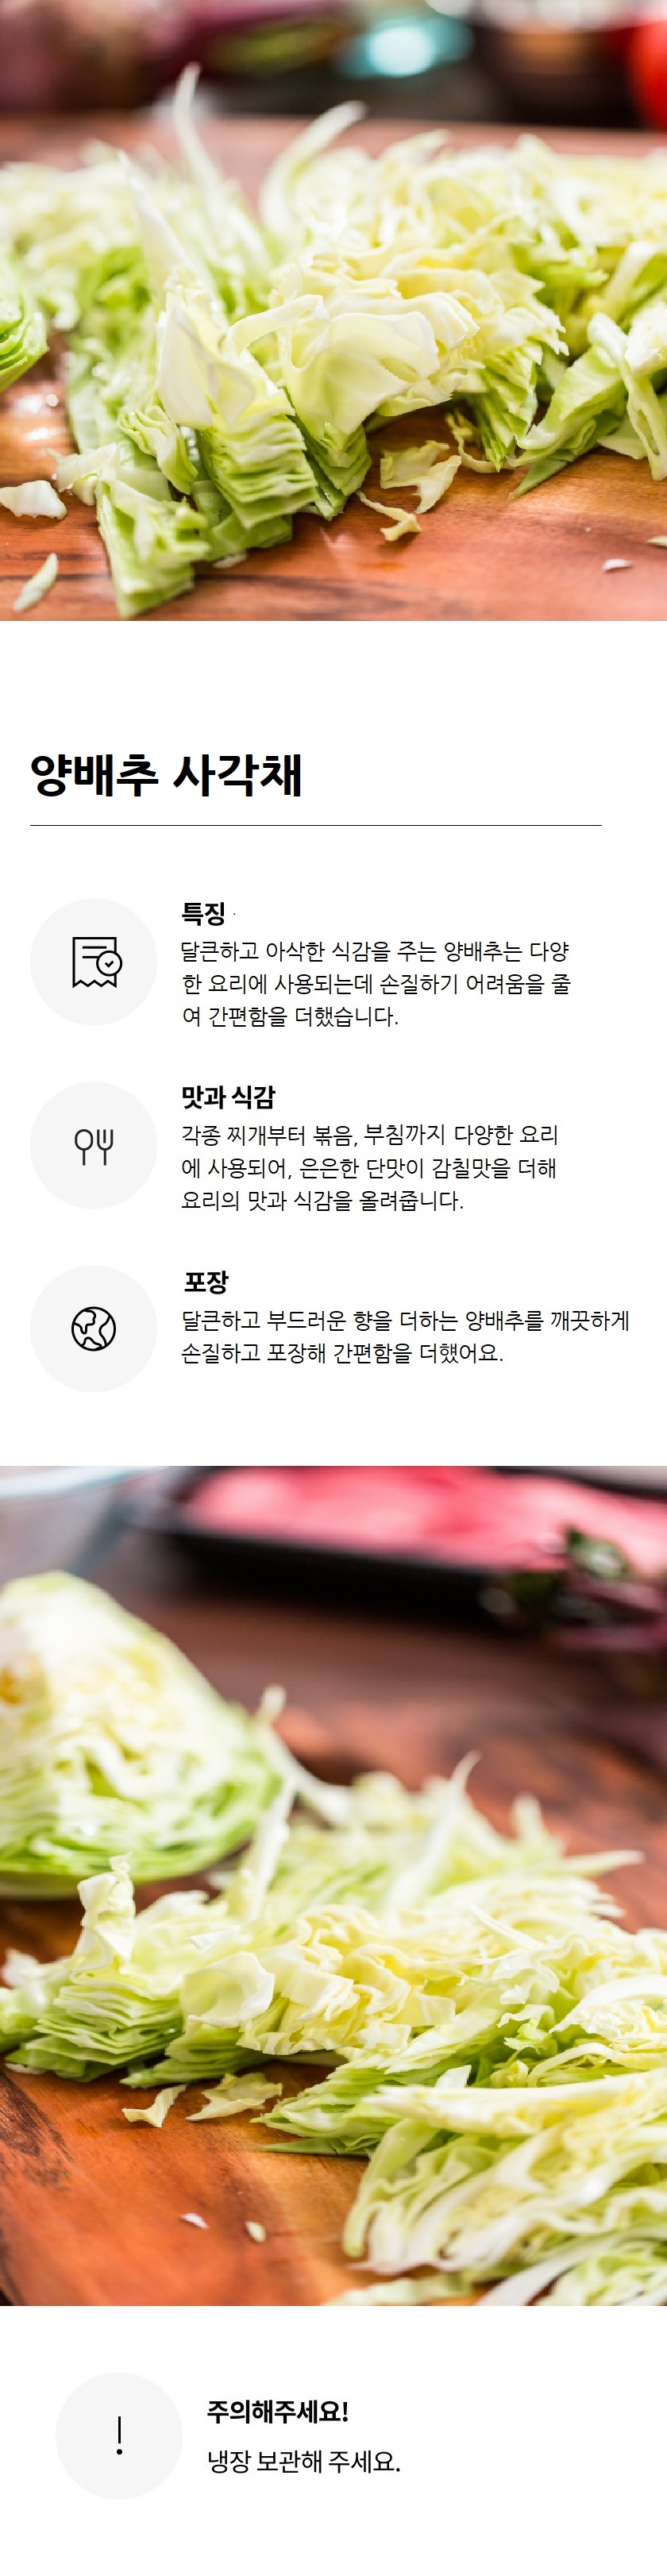 양배추 사각채
특징
달큰하고 아삭한 식감을 주는 양배추는 다양
한 요리에 사용되는데 손질하기 어려움을 줄
여 간편함을 더했습니다.
맛과 식감
각종 찌개부터 볶음, 부침까지 다양한 요리
에 사용되어, 은은한 단맛이 감칠맛을 더해
요리의 맛과 식감을 올려줍니다.
포장
달큰하고 부드러운 향을 더하는 양배추를 깨끗하게
손질하고 포장해 간편함을 더했어요.
주의해주세요!
냉장 보관해 주세요.